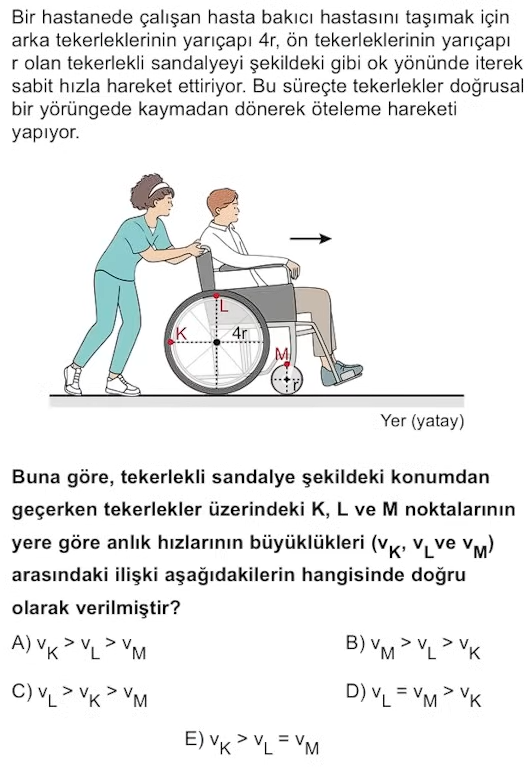 Bir hastanede çalışan hasta bakıcı hastasını taşımak için
arka tekerleklerinin yarıçapı 4r, ön tekerleklerinin yarıçapı
r olan tekerlekli sandalyeyi şekildeki gibi ok yönünde iterek
sabit hızla hareket ettiriyor. Bu süreçte tekerlekler doğrusal
bir yörüngede kaymadan dönerek öteleme hareketi
yapıyor.
L
K
4r
M
r
Yer (yatay)
Buna göre, tekerlekli sandalye şekildeki konumdan
geçerken tekerlekler üzerindeki K, L ve M noktalarının
yere göre anlık hızlarının büyüklükleri (v_K, v_L ve v_M)
arasındaki ilişki aşağıdakilerin hangisinde doğru
olarak verilmiştir?
A) v_K > v_L > v_M
B) v_M > v_L > v_K
C) v_L > v_K > v_M
D) v_L = v_M > v_K
E) v_K > v_L = v_M